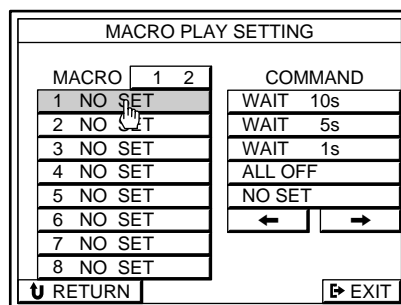 MACRO PLAY SETTING
MACRO 1 2
1 NO SET
2 NO SET
3 NO SET
4 NO SET
5 NO SET
6 NO SET
7 NO SET
8 NO SET
COMMAND
WAIT 10s
WAIT 5s
WAIT 1s
ALL OFF
NO SET
RETURN
EXIT